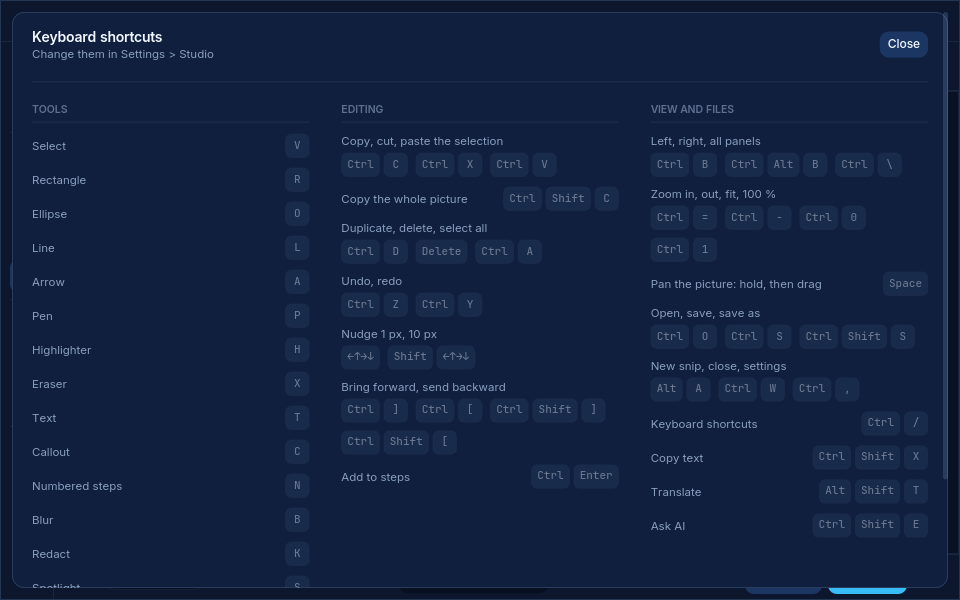 Keyboard shortcuts
Change them in Settings > Studio
Close
TOOLS
Select V
Rectangle R
Ellipse O
Line L
Arrow A
Pen P
Highlighter H
Eraser X
Text T
Callout C
Numbered steps N
Blur B
Redact K
Spotlight S
EDITING
Copy, cut, paste the selection
Ctrl C Ctrl X Ctrl V
Copy the whole picture Ctrl Shift C
Duplicate, delete, select all
Ctrl D Delete Ctrl A
Undo, redo
Ctrl Z Ctrl Y
Nudge 1 px, 10 px
←↑→↓ Shift ←↑→↓
Bring forward, send backward
Ctrl ] Ctrl [ Ctrl Shift ]
Ctrl Shift [
Add to steps Ctrl Enter
VIEW AND FILES
Left, right, all panels
Ctrl B Ctrl Alt B Ctrl \
Zoom in, out, fit, 100 %
Ctrl = Ctrl - Ctrl 0
Ctrl 1
Pan the picture: hold, then drag Space
Open, save, save as
Ctrl O Ctrl S Ctrl Shift S
New snip, close, settings
Alt A Ctrl W Ctrl ,
Keyboard shortcuts Ctrl /
Copy text Ctrl Shift X
Translate Alt Shift T
Ask AI Ctrl Shift E